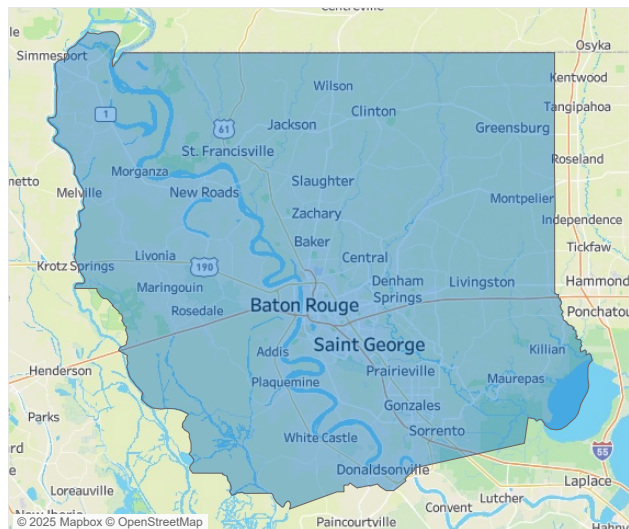 Centreville
Simmesport
Osyka
Kentwood
Wilson
Clinton
Tangipahoa
1
61
Jackson
Greensburg
St. Francisville
Roseland
Morganza
Slaughter
Melville
New Roads
Montpelier
Zachary
Independence
Baker
Tickfaw
Livonia
Central
Krotz Springs
190
Hammond
Maringouin
Denham
Springs
Livingston
Baton Rouge
Rosedale
Ponchatou
Saint George
Addis
Killian
Henderson
Prairieville
Plaquemine
Maurepas
Gonzales
Parks
White Castle
Sorrento
55
Donaldsonville
Laplace
Loreauville
Lutcher
Convent
Paincourtville
© 2025 Mapbox © OpenStreetMap